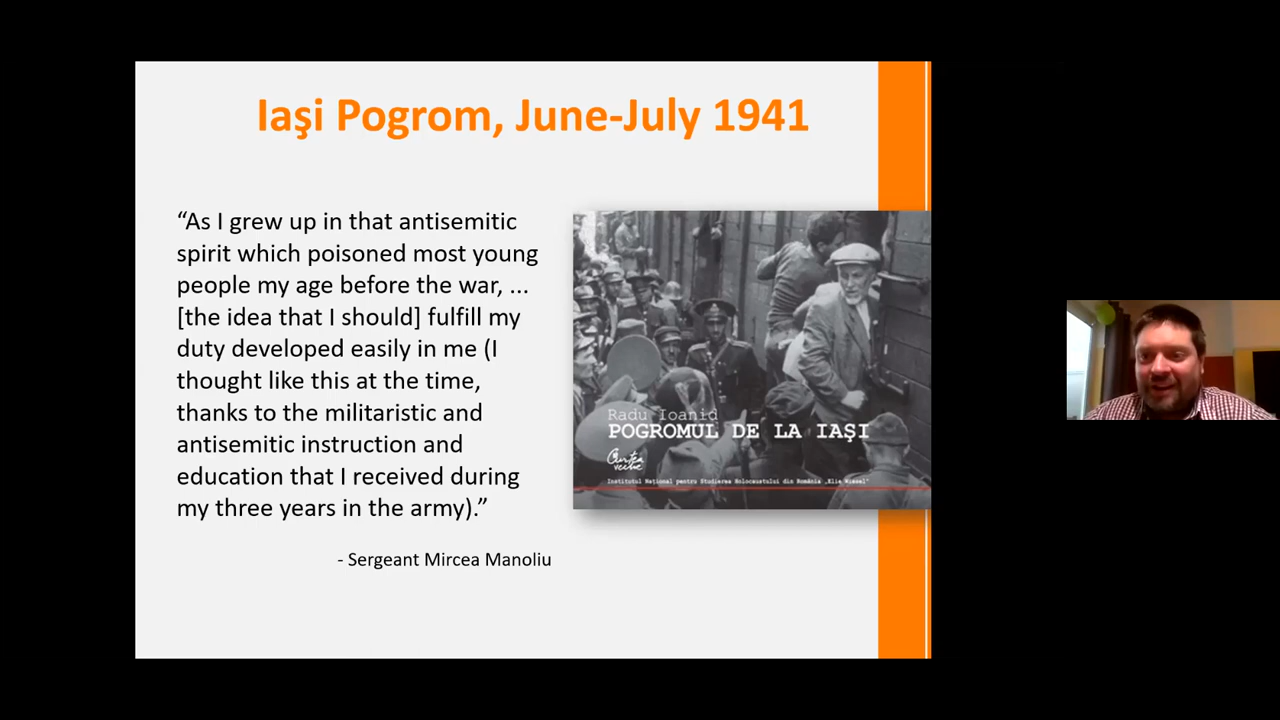 Iaşi Pogrom, June-July 1941
“As I grew up in that antisemitic
spirit which poisoned most young
people my age before the war, ...
[the idea that I should] fulfill my
duty developed easily in me (I
thought like this at the time,
thanks to the militaristic and
antisemitic instruction and
education that I received during
my three years in the army).”
- Sergeant Mircea Manoliu
Radu Ioanid
POGROMUL DE LA IAŞI
Curtea
veche
Institutul Naţional pentru Studierea Holocaustului din România „Elie Wiesel”